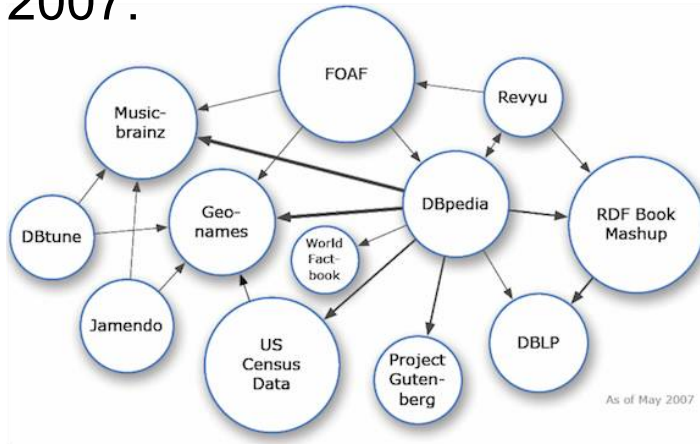 2007.
FOAF
Revyu
Music-
brainz
DBpedia
RDF Book
Mashup
Geo-
names
DBtune
World
Fact-
book
Jamendo
US
Census
Data
Project
Guten-
berg
DBLP
As of May 2007